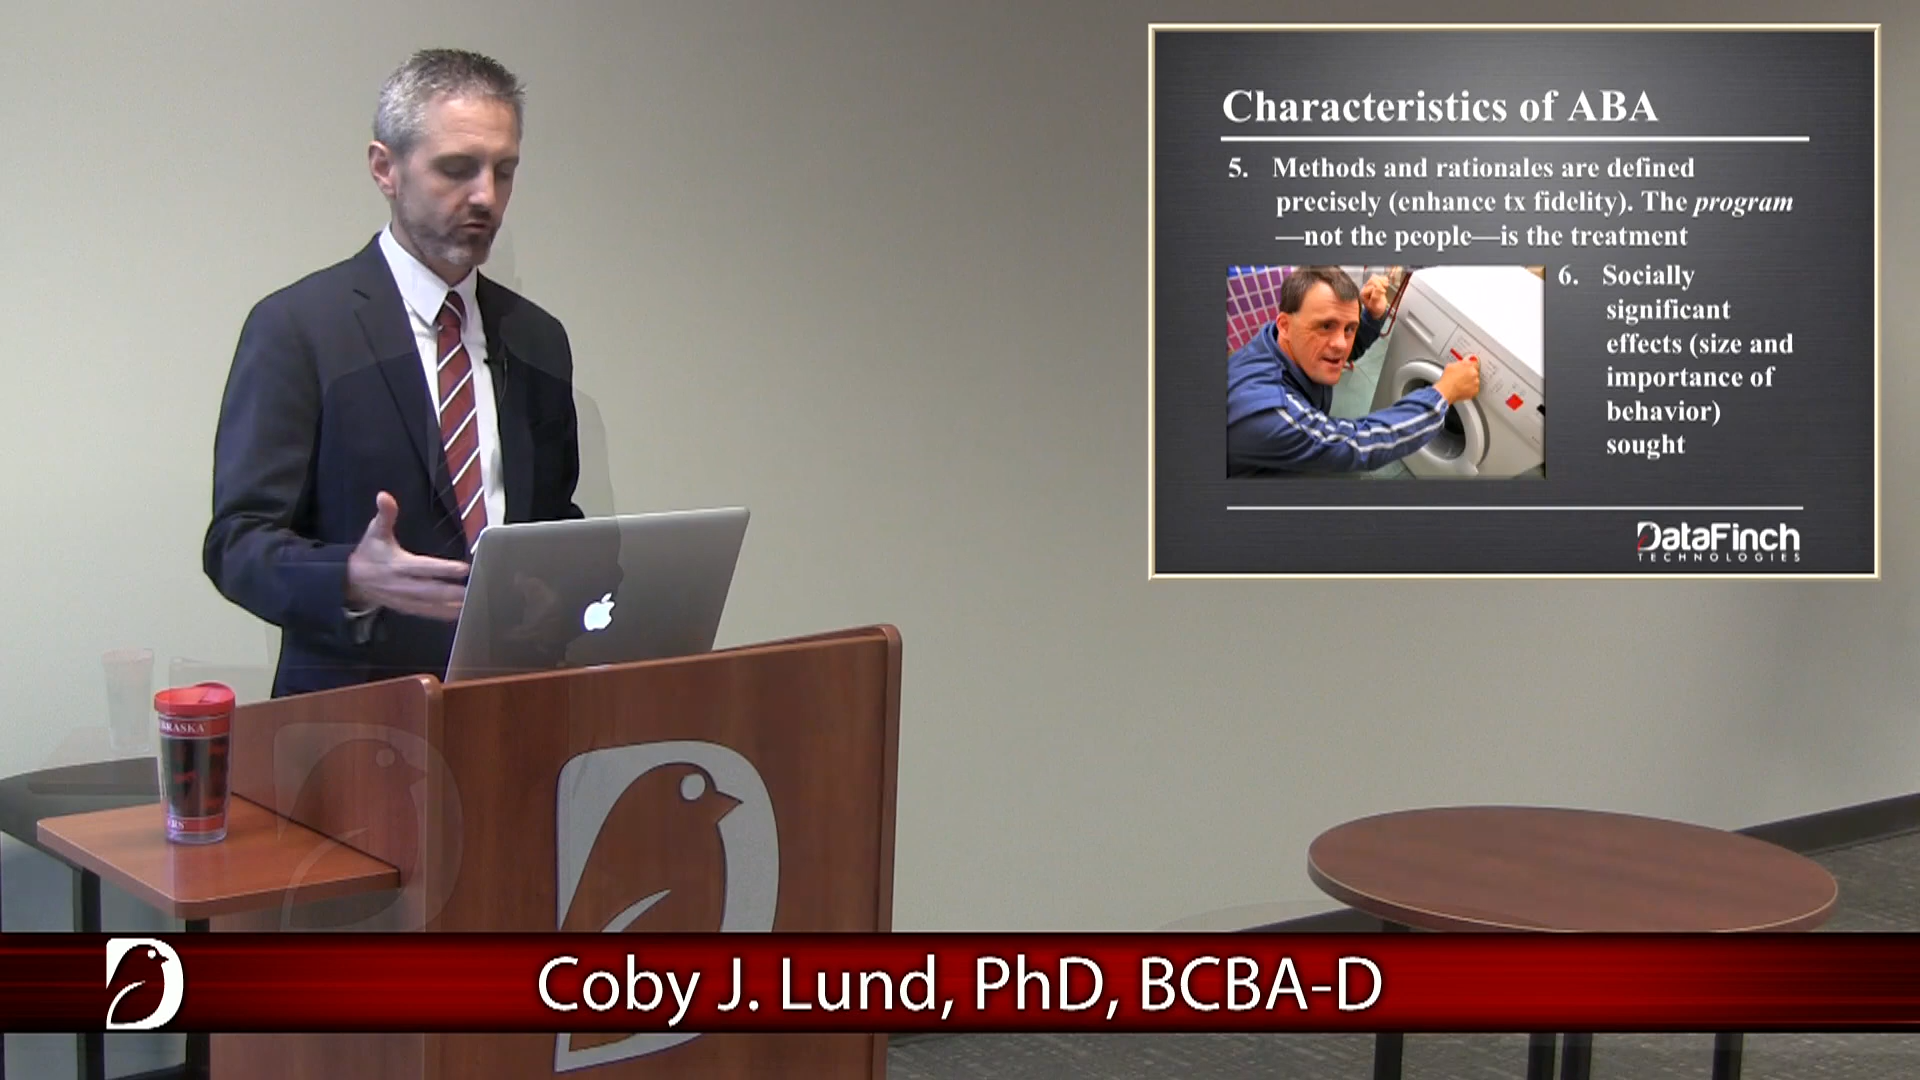 Characteristics of ABA
5. Methods and rationales are defined
precisely (enhance tx fidelity). The program
—not the people—is the treatment
6. Socially
significant
effects (size and
importance of
behavior)
sought
DataFinch
TECHNOLOGIES
Coby J. Lund, PhD, BCBA-D